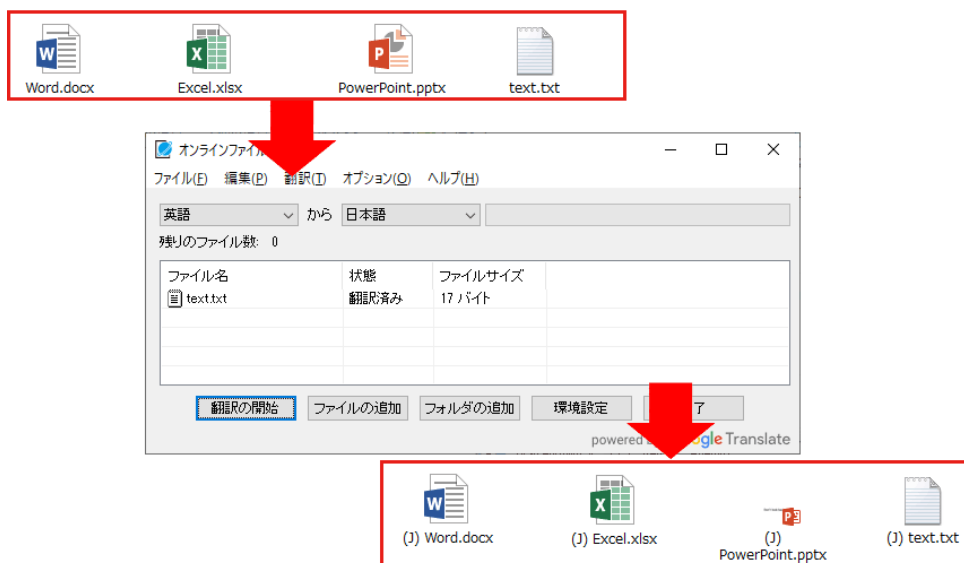 Word.docx Excel.xlsx PowerPoint.pptx text.txt
オンラインファイル
ファイル(F) 編集(P) 翻訳(T) オプション(O) ヘルプ(H)
英語 から 日本語
残りのファイル数: 0
ファイル名 状態 ファイルサイズ
text.txt 翻訳済み 17 バイト
翻訳の開始 ファイルの追加 フォルダの追加 環境設定 了
powered gle Translate
(J) Word.docx (J) Excel.xlsx (J) PowerPoint.pptx (J) text.txt